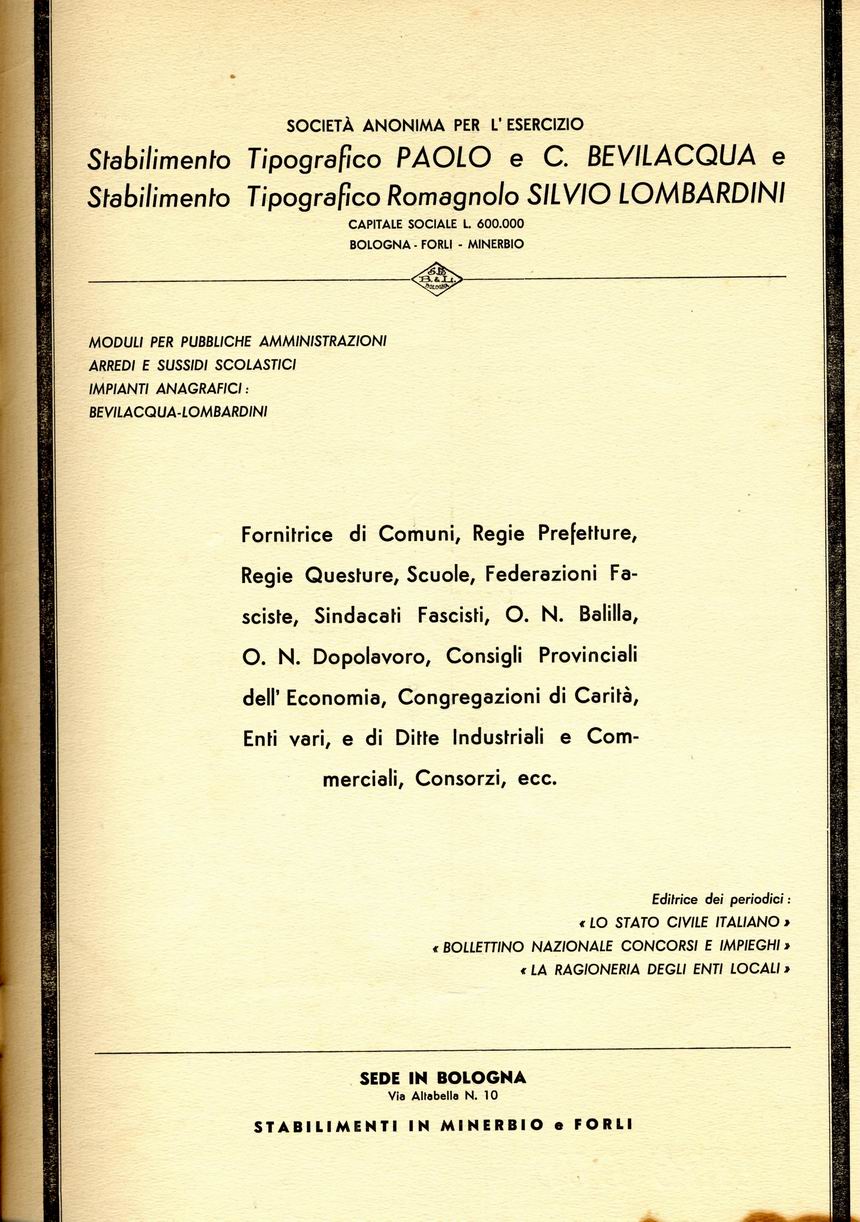 SOCIETÀ ANONIMA PER L' ESERCIZIO
Stabilimento Tipografico PAOLO e C. BEVILACQUA e
Stabilimento Tipografico Romagnolo SILVIO LOMBARDINI
CAPITALE SOCIALE L. 600.000
BOLOGNA - FORLI - MINERBIO
B. & L.
BOLOGNA
MODULI PER PUBBLICHE AMMINISTRAZIONI
ARREDI E SUSSIDI SCOLASTICI
IMPIANTI ANAGRAFICI :
BEVILACQUA-LOMBARDINI
Fornitrice di Comuni, Regie Prefetture,
Regie Questure, Scuole, Federazioni Fa-
sciste, Sindacati Fascisti, O. N. Balilla,
O. N. Dopolavoro, Consigli Provinciali
dell' Economia, Congregazioni di Carità,
Enti vari, e di Ditte Industriali e Com-
merciali, Consorzi, ecc.
Editrice dei periodici :
« LO STATO CIVILE ITALIANO »
« BOLLETTINO NAZIONALE CONCORSI E IMPIEGHI »
« LA RAGIONERIA DEGLI ENTI LOCALI »
SEDE IN BOLOGNA
Via Altabella N. 10
STABILIMENTI IN MINERBIO e FORLI